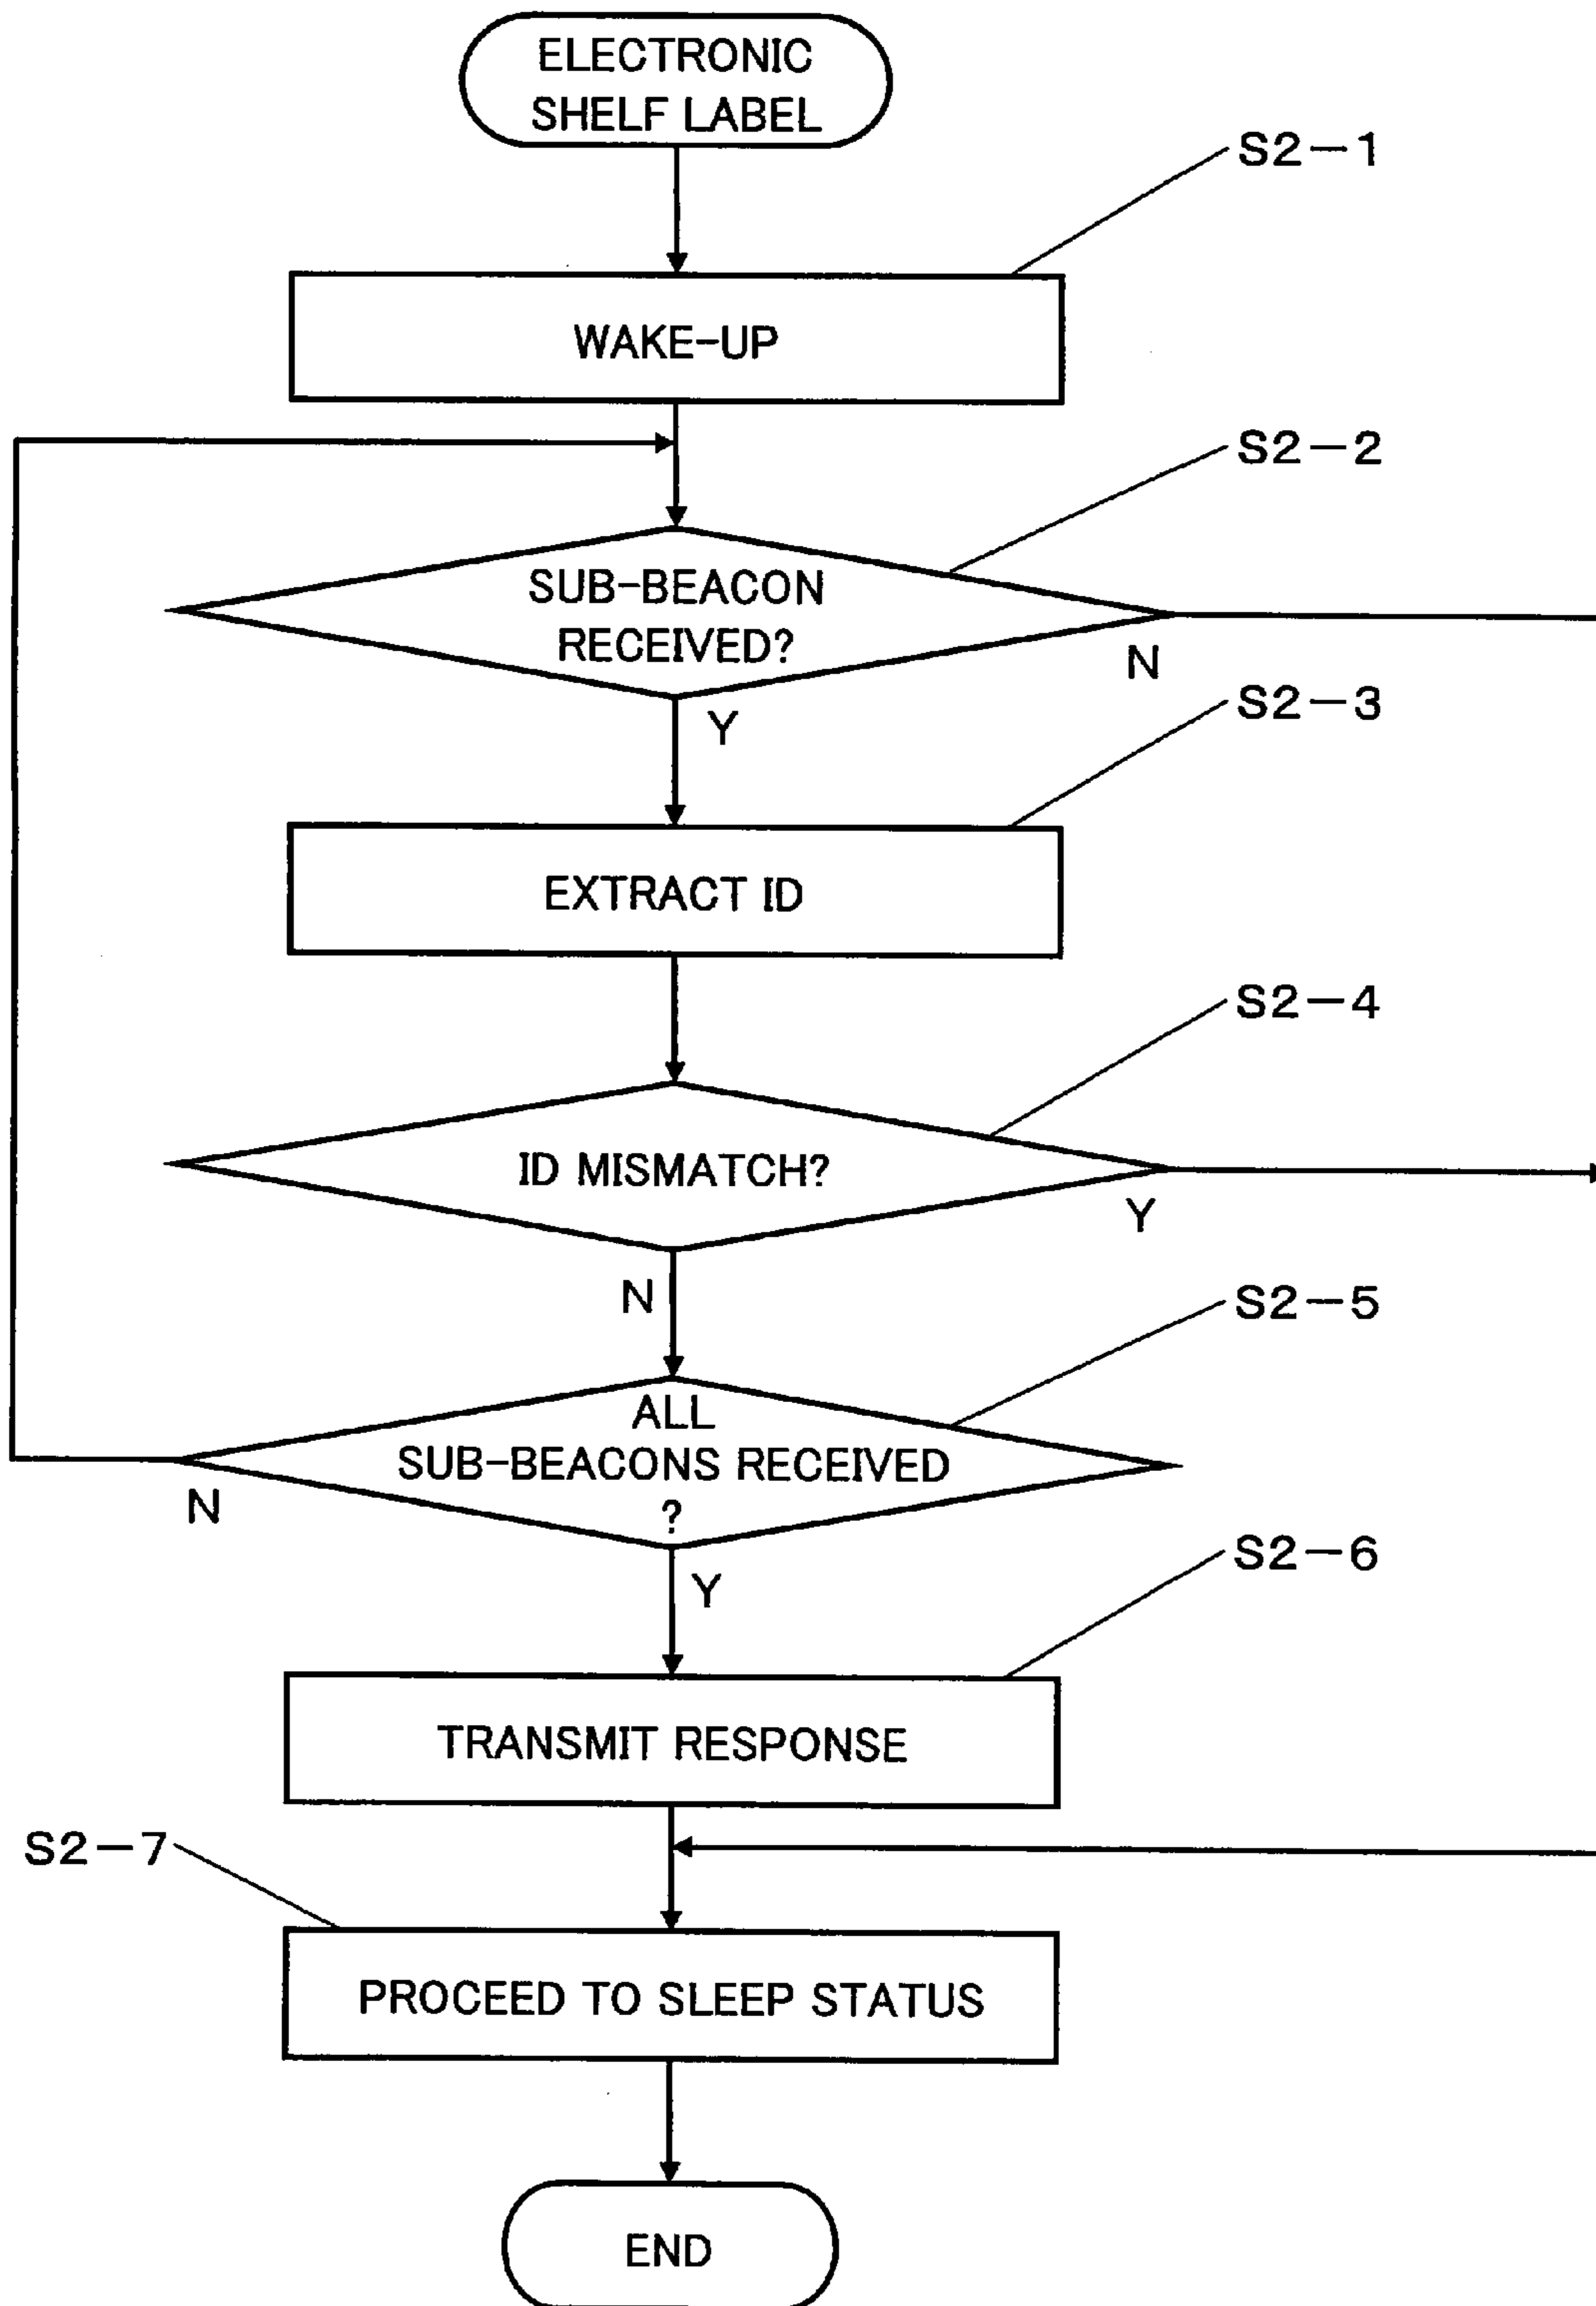 ELECTRONIC
SHELF LABEL
S2-1
WAKE-UP
S2-2
SUB-BEACON
RECEIVED?
N
Y
S2-3
EXTRACT ID
S2-4
ID MISMATCH?
Y
N
S2-5
ALL
SUB-BEACONS RECEIVED
?
N
Y
S2-6
TRANSMIT RESPONSE
S2-7
PROCEED TO SLEEP STATUS
END